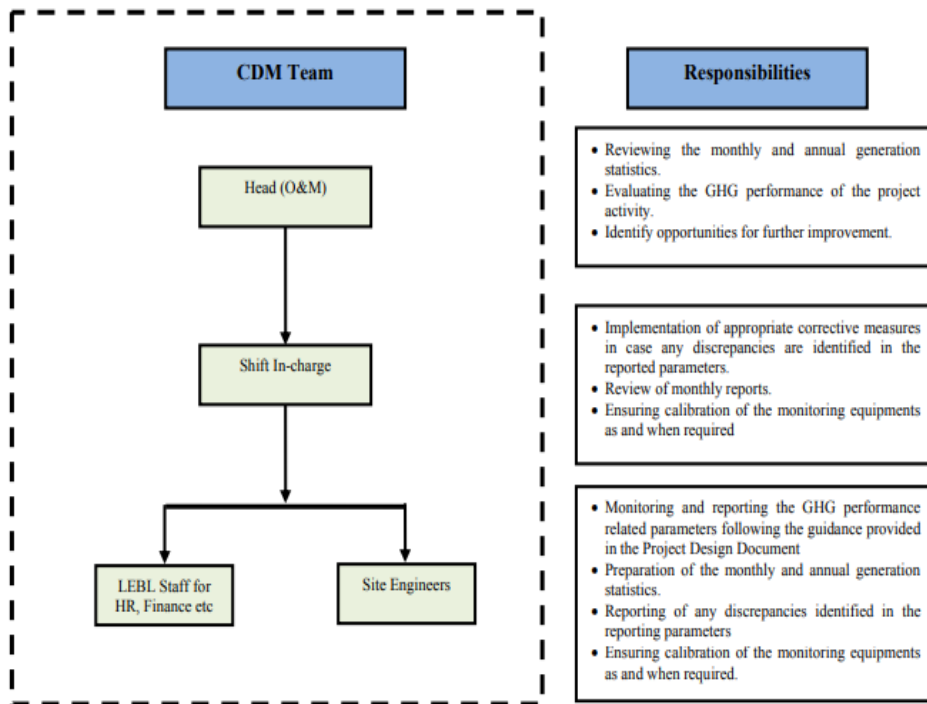 CDM Team
Responsibilities
Head (O&M)
• Reviewing the monthly and annual generation
statistics.
• Evaluating the GHG performance of the project
activity.
• Identify opportunities for further improvement.
Shift In-charge
• Implementation of appropriate corrective measures
in case any discrepancies are identified in the
reported parameters.
• Review of monthly reports.
• Ensuring calibration of the monitoring equipments
as and when required
LEBL Staff for
HR, Finance etc
Site Engineers
• Monitoring and reporting the GHG performance
related parameters following the guidance provided
in the Project Design Document
• Preparation of the monthly and annual generation
statistics.
• Reporting of any discrepancies identified in the
reporting parameters
• Ensuring calibration of the monitoring equipments
as and when required.